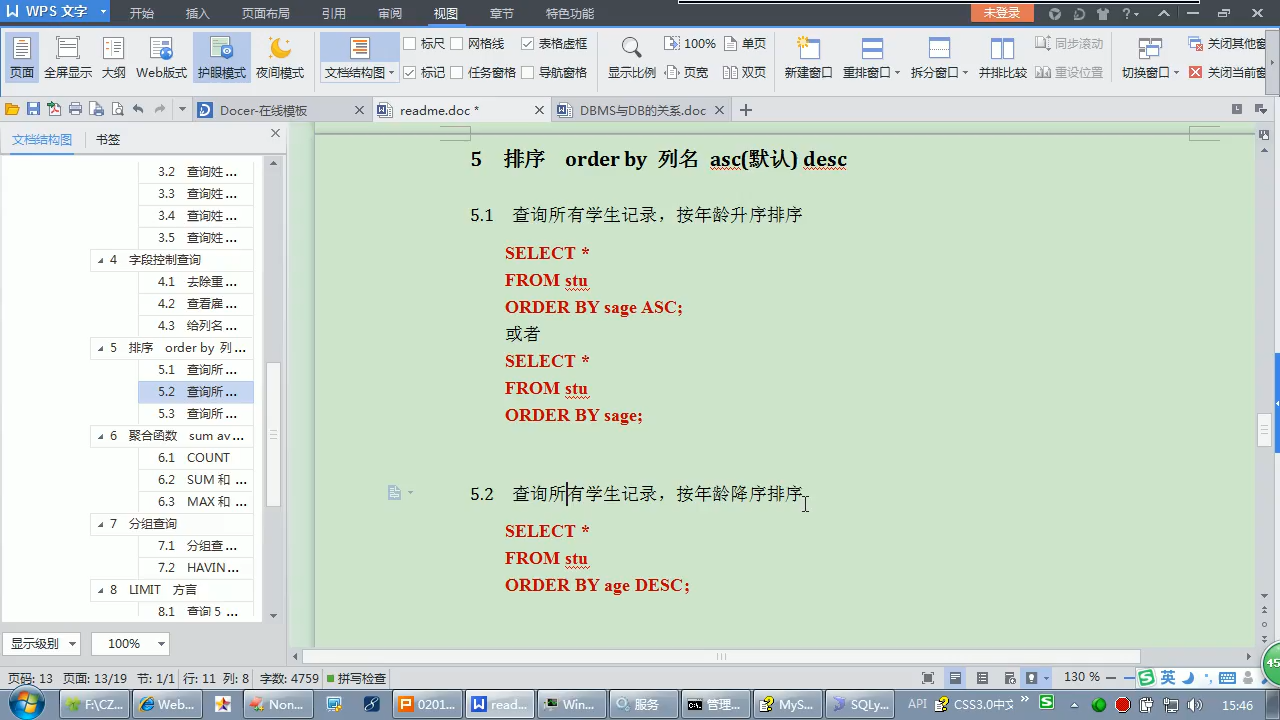 WPS 文字 开始 插入 页面布局 引用 审阅 视图 章节 特色功能 未登录
标尺 网格线 表格虚框 100% 单页 同步滚动 关闭其他窗
页面 全屏显示 大纲 Web版式 护眼模式 夜间模式 文档结构图 标记 任务窗格 导航窗格 显示比例 页宽 双页 新建窗口 重排窗口 拆分窗口 并排比较 重设位置 切换窗口 关闭当前窗
Docer-在线模板 readme.doc * DBMS与DB的关系.doc
文档结构图 书签
3.2 查询姓 ...
3.3 查询姓 ...
3.4 查询姓 ...
3.5 查询姓 ...
4 字段控制查询
4.1 去除重 ...
4.2 查看雇 ...
4.3 给列名 ...
5 排序 order by 列 ...
5.1 查询所 ...
5.2 查询所 ...
5.3 查询所 ...
6 聚合函数 sum av ...
6.1 COUNT
6.2 SUM 和 ...
6.3 MAX 和 ...
7 分组查询
7.1 分组查 ...
7.2 HAVIN ...
8 LIMIT 方言
8.1 查询 5 ...
显示级别 100%
5 排序 order by 列名 asc(默认) desc
5.1 查询所有学生记录，按年龄升序排序
SELECT *
FROM stu
ORDER BY sage ASC;
或者
SELECT *
FROM stu
ORDER BY sage;
5.2 查询所有学生记录，按年龄降序排序
SELECT *
FROM stu
ORDER BY age DESC;
页码: 13 页面: 13/19 节: 1/1 行: 11 列: 8 字数: 4759 拼写检查 130 % 英
45
F:\CZ... Web... Non... 0201... read... Win... 服务 管理... MyS... SQLy... API CSS3.0中文 15:46